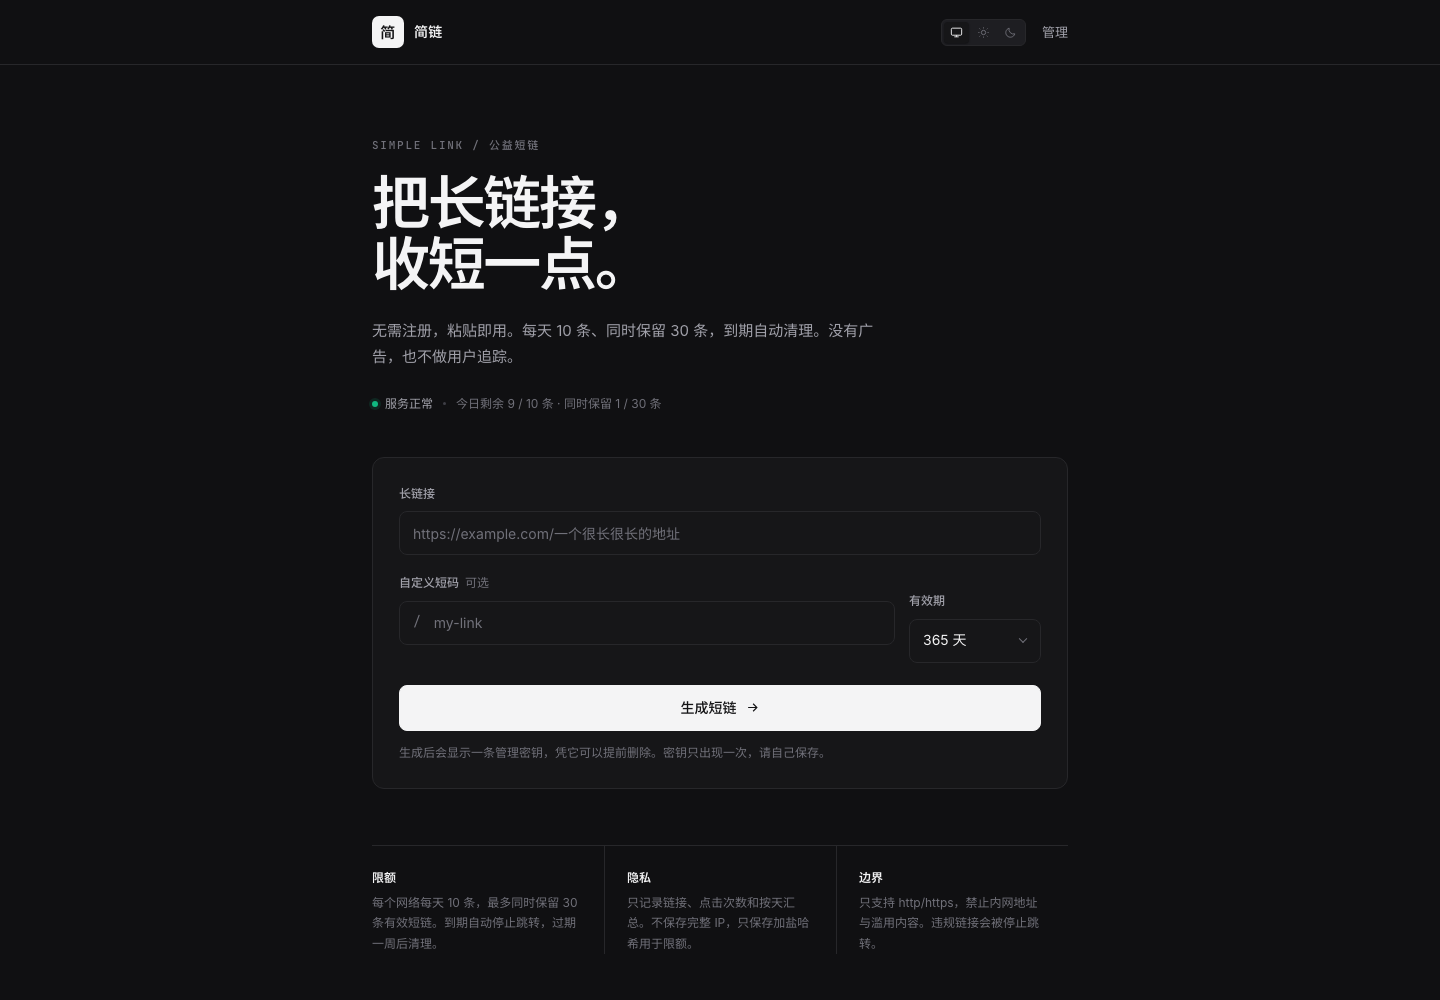 简 简链
管理
SIMPLE LINK / 公益短链
把长链接，
收短一点。
无需注册，粘贴即用。每天 10 条、同时保留 30 条，到期自动清理。没有广
告，也不做用户追踪。
服务正常 • 今日剩余 9 / 10 条 · 同时保留 1 / 30 条
长链接
https://example.com/一个很长很长的地址
自定义短码 可选
/ my-link
有效期
365 天
生成短链 →
生成后会显示一条管理密钥，凭它可以提前删除。密钥只出现一次，请自己保存。
限额
每个网络每天 10 条，最多同时保留 30
条有效短链。到期自动停止跳转，过期
一周后清理。
隐私
只记录链接、点击次数和按天汇
总。不保存完整 IP，只保存加盐哈
希用于限额。
边界
只支持 http/https，禁止内网地址
与滥用内容。违规链接会被停止跳
转。